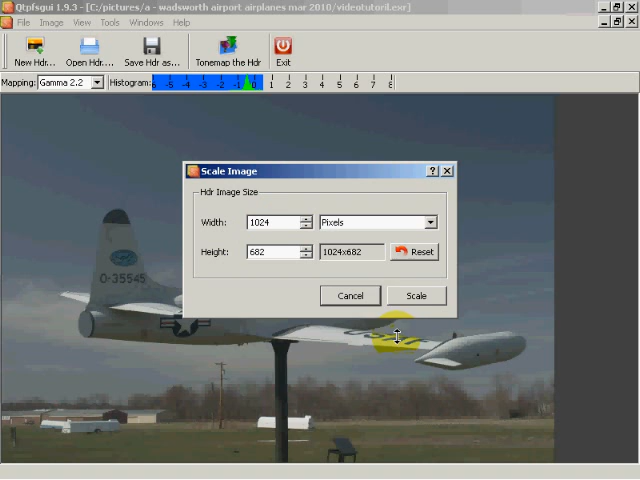 Qtpfsgui 1.9.3 - [C:/pictures/a - wadsworth airport airplanes mar 2010/videotutoril.exr]
File Image View Tools Windows Help
New Hdr... Open Hdr.... Save Hdr as... Tonemap the Hdr Exit
Mapping: Gamma 2.2 Histogram: -5 -4 -3 -2 -1 0 1 2 3 4 5 6 7 8
Scale Image
Hdr Image Size
Width: 1024 Pixels
Height: 682 1024x682 Reset
Cancel Scale
0-35545